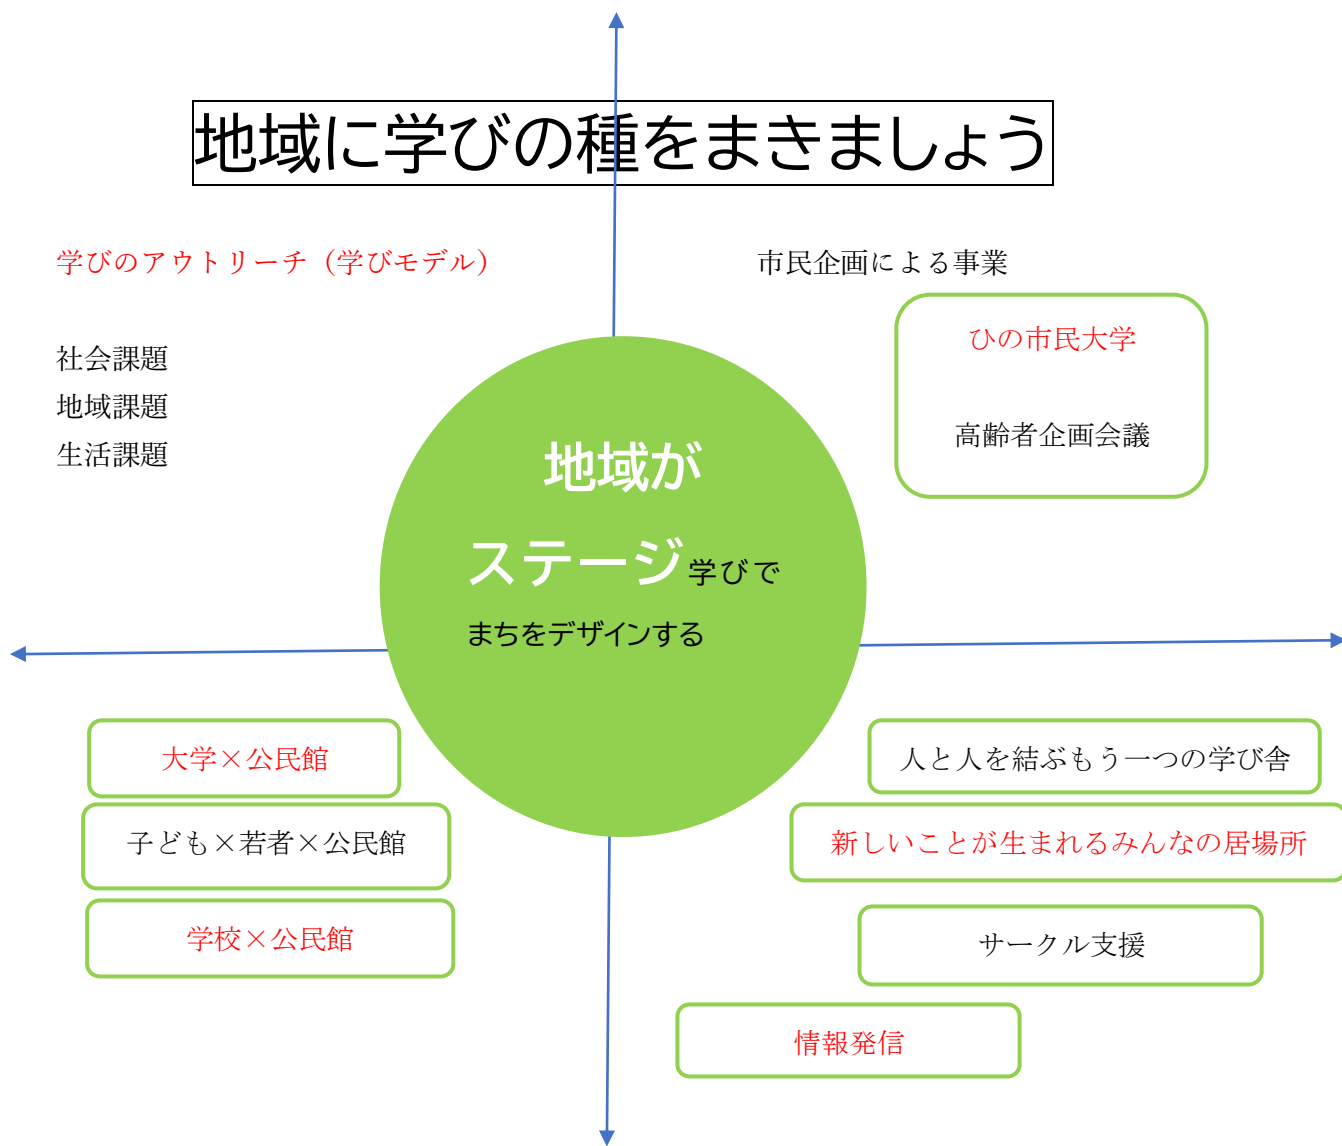 地域に学びの種をまきましょう
学びのアウトリーチ（学びモデル）
社会課題
地域課題
生活課題
市民企画による事業
ひの市民大学
高齢者企画会議
地域が
ステージ学びで
まちをデザインする
大学×公民館
子ども×若者×公民館
学校×公民館
人と人を結ぶもう一つの学び舎
新しいことが生まれるみんなの居場所
サークル支援
情報発信